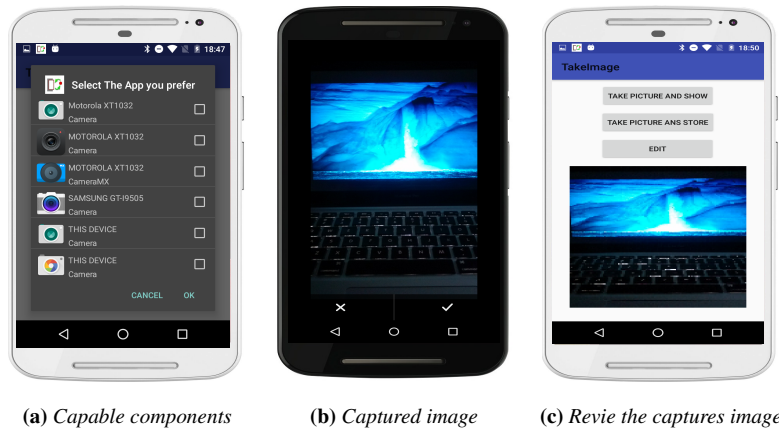 18:47
Select The App you prefer
Motorola XT1032
Camera
MOTOROLA XT1032
Camera
MOTOROLA XT1032
CameraMX
SAMSUNG GT-I9505
Camera
THIS DEVICE
Camera
THIS DEVICE
Camera
CANCEL OK
(a) Capable components
(b) Captured image
18:50
TakeImage
TAKE PICTURE AND SHOW
TAKE PICTURE ANS STORE
EDIT
(c) Revie the captures image